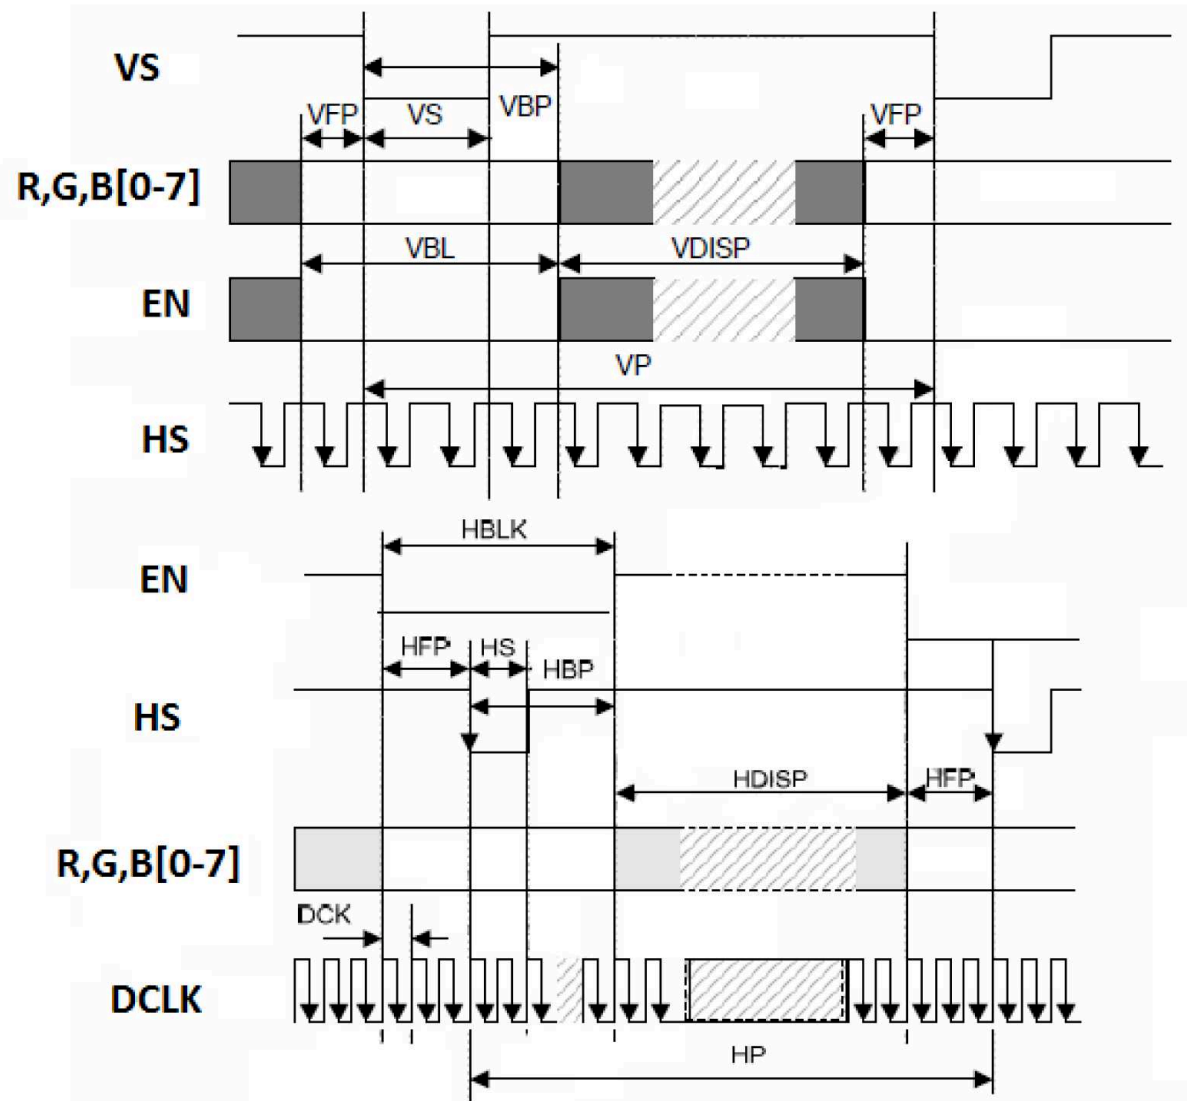 VS
VFP
VS
VBP
VFP
R,G,B[0-7]
VBL
VDISP
EN
VP
HS
HBLK
EN
HFP
HS
HBP
HS
HDISP
HFP
R,G,B[0-7]
DCK
DCLK
HP